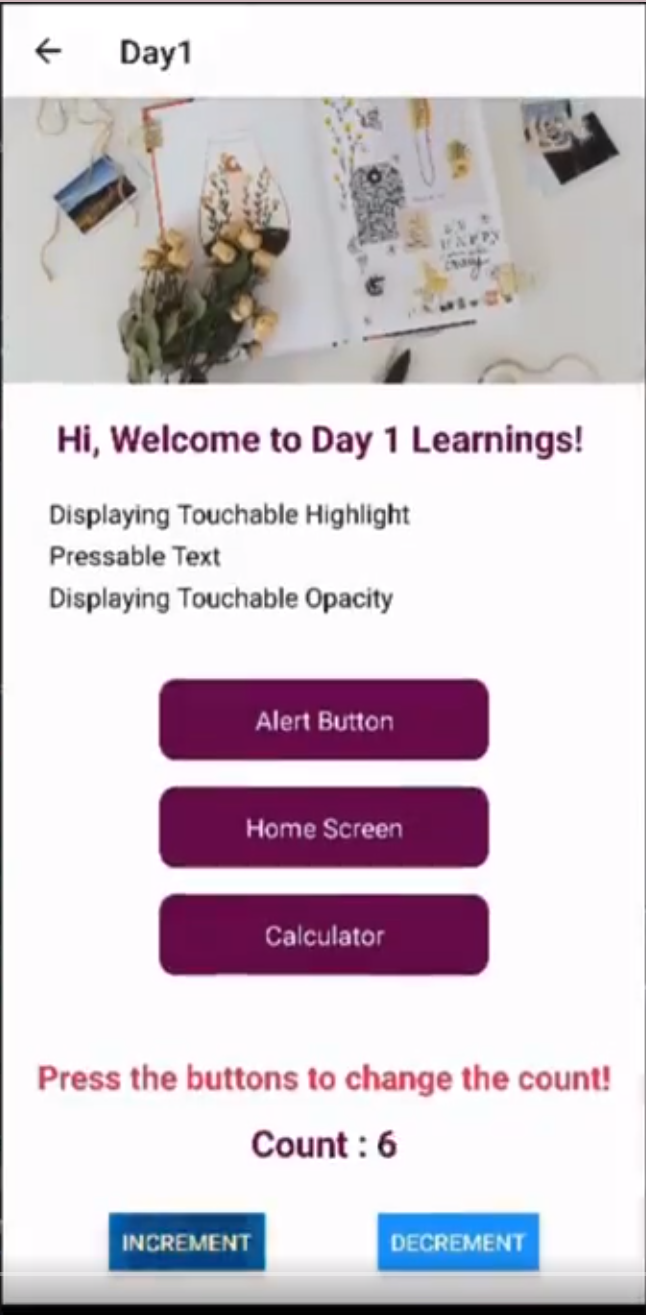 Day1
Hi, Welcome to Day 1 Learnings!
Displaying Touchable Highlight
Pressable Text
Displaying Touchable Opacity
Alert Button
Home Screen
Calculator
Press the buttons to change the count!
Count : 6
INCREMENT
DECREMENT